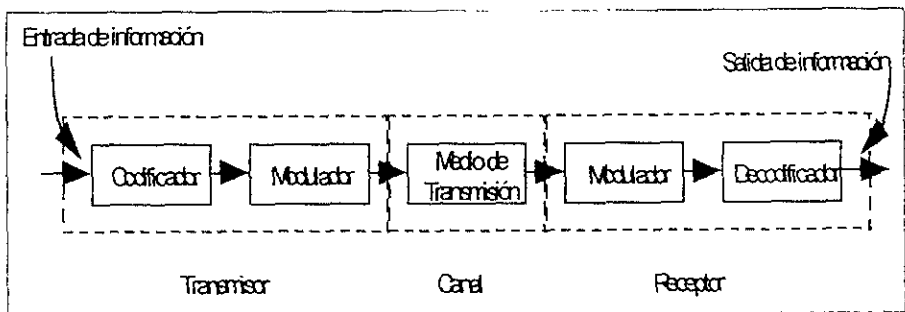 Entrada de información
Salida de información
Codificador
Modulador
Medio de
Transmisión
Modulador
Decodificador
Transmisor
Canal
Receptor